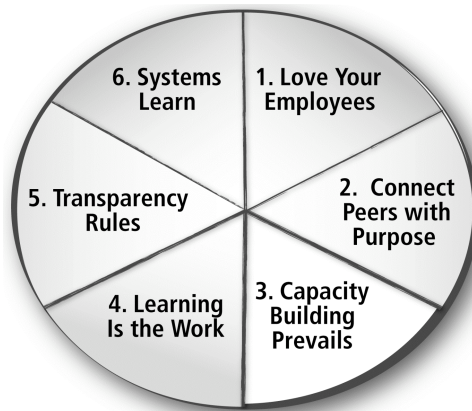 1. Love Your
Employees
2. Connect
Peers with
Purpose
3. Capacity
Building
Prevails
4. Learning
Is the Work
5. Transparency
Rules
6. Systems
Learn